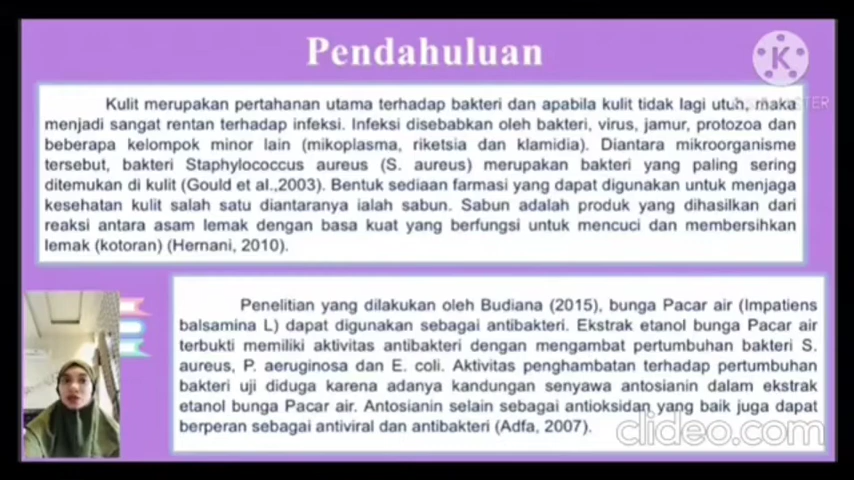 Pendahuluan
Kulit merupakan pertahanan utama terhadap bakteri dan apabila kulit tidak lagi utuh, maka
menjadi sangat rentan terhadap infeksi. Infeksi disebabkan oleh bakteri, virus, jamur, protozoa dan
beberapa kelompok minor lain (mikoplasma, riketsia dan klamidia). Diantara mikroorganisme
tersebut, bakteri Staphylococcus aureus (S. aureus) merupakan bakteri yang paling sering
ditemukan di kulit (Gould et al.,2003). Bentuk sediaan farmasi yang dapat digunakan untuk menjaga
kesehatan kulit salah satu diantaranya ialah sabun. Sabun adalah produk yang dihasilkan dari
reaksi antara asam lemak dengan basa kuat yang berfungsi untuk mencuci dan membersihkan
lemak (kotoran) (Hernani, 2010).
Penelitian yang dilakukan oleh Budiana (2015), bunga Pacar air (Impatiens
balsamina L) dapat digunakan sebagai antibakteri. Ekstrak etanol bunga Pacar air
terbukti memiliki aktivitas antibakteri dengan mengambat pertumbuhan bakteri S.
aureus, P. aeruginosa dan E. coli. Aktivitas penghambatan terhadap pertumbuhan
bakteri uji diduga karena adanya kandungan senyawa antosianin dalam ekstrak
etanol bunga Pacar air. Antosianin selain sebagai antioksidan yang baik juga dapat
berperan sebagai antiviral dan antibakteri (Adfa, 2007).
K
clideo.com